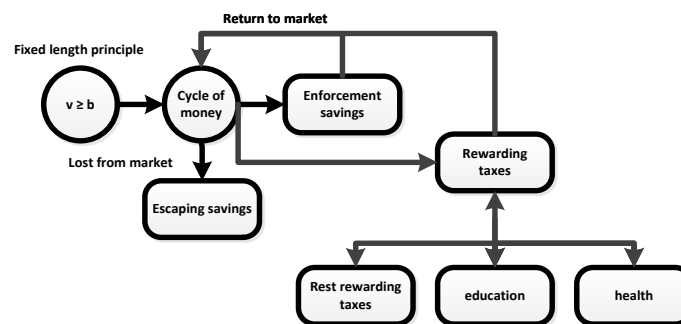 Return to market
Fixed length principle
v ≥ b
Cycle of
money
Enforcement
savings
Lost from market
Rewarding
taxes
Escaping savings
Rest rewarding
taxes
education
health